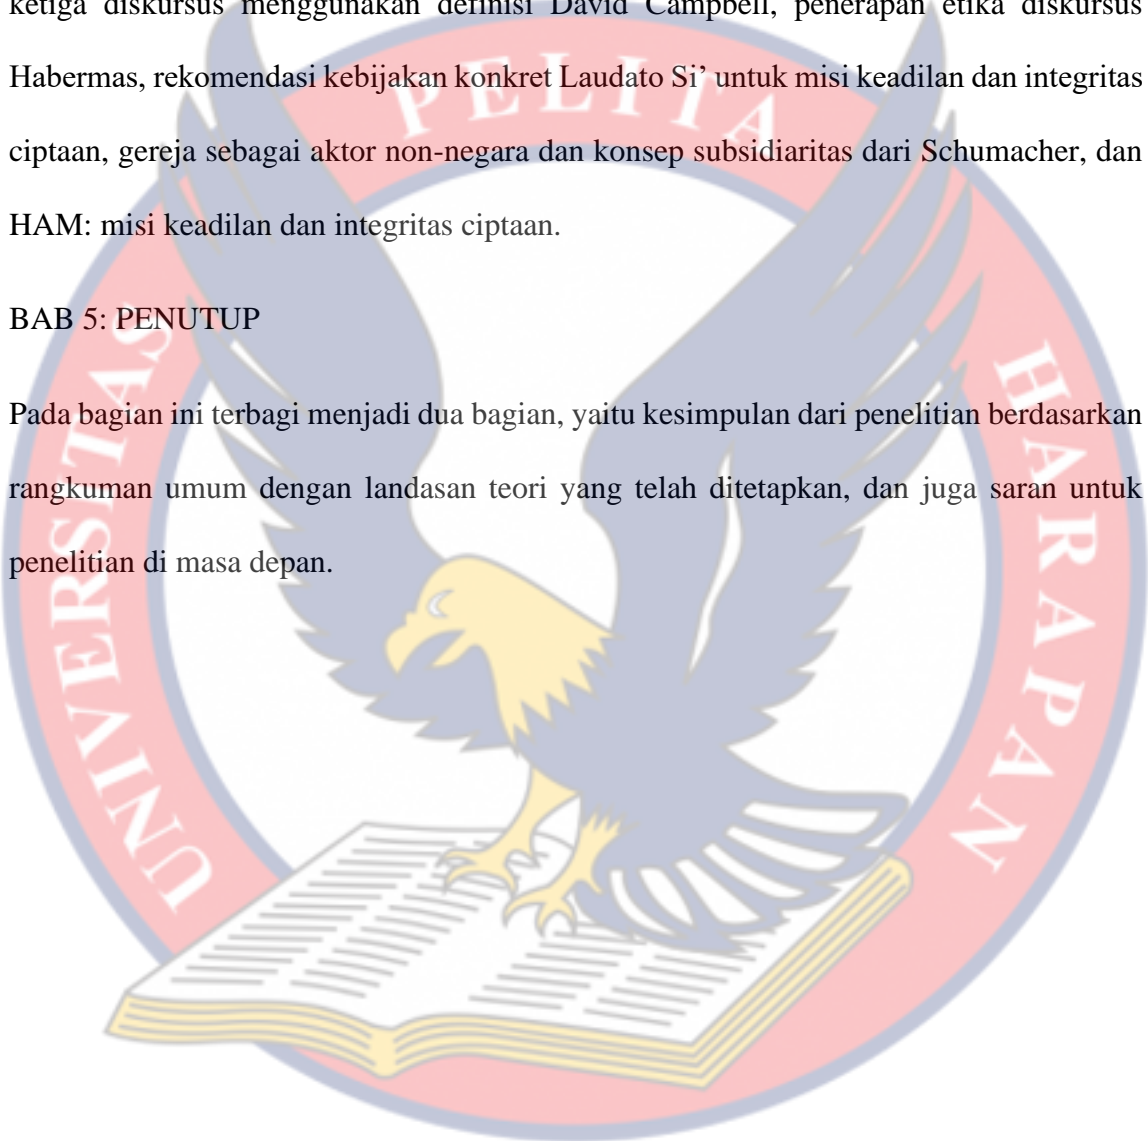 ketiga diskursus menggunakan definisi David Campbell, penerapan etika diskursus
Habermas, rekomendasi kebijakan konkret Laudato Si’ untuk misi keadilan dan integritas
ciptaan, gereja sebagai aktor non-negara dan konsep subsidiaritas dari Schumacher, dan
HAM: misi keadilan dan integritas ciptaan.
BAB 5: PENUTUP
Pada bagian ini terbagi menjadi dua bagian, yaitu kesimpulan dari penelitian berdasarkan
rangkuman umum dengan landasan teori yang telah ditetapkan, dan juga saran untuk
penelitian di masa depan.
UNIVERSITAS PELITA HARAPAN